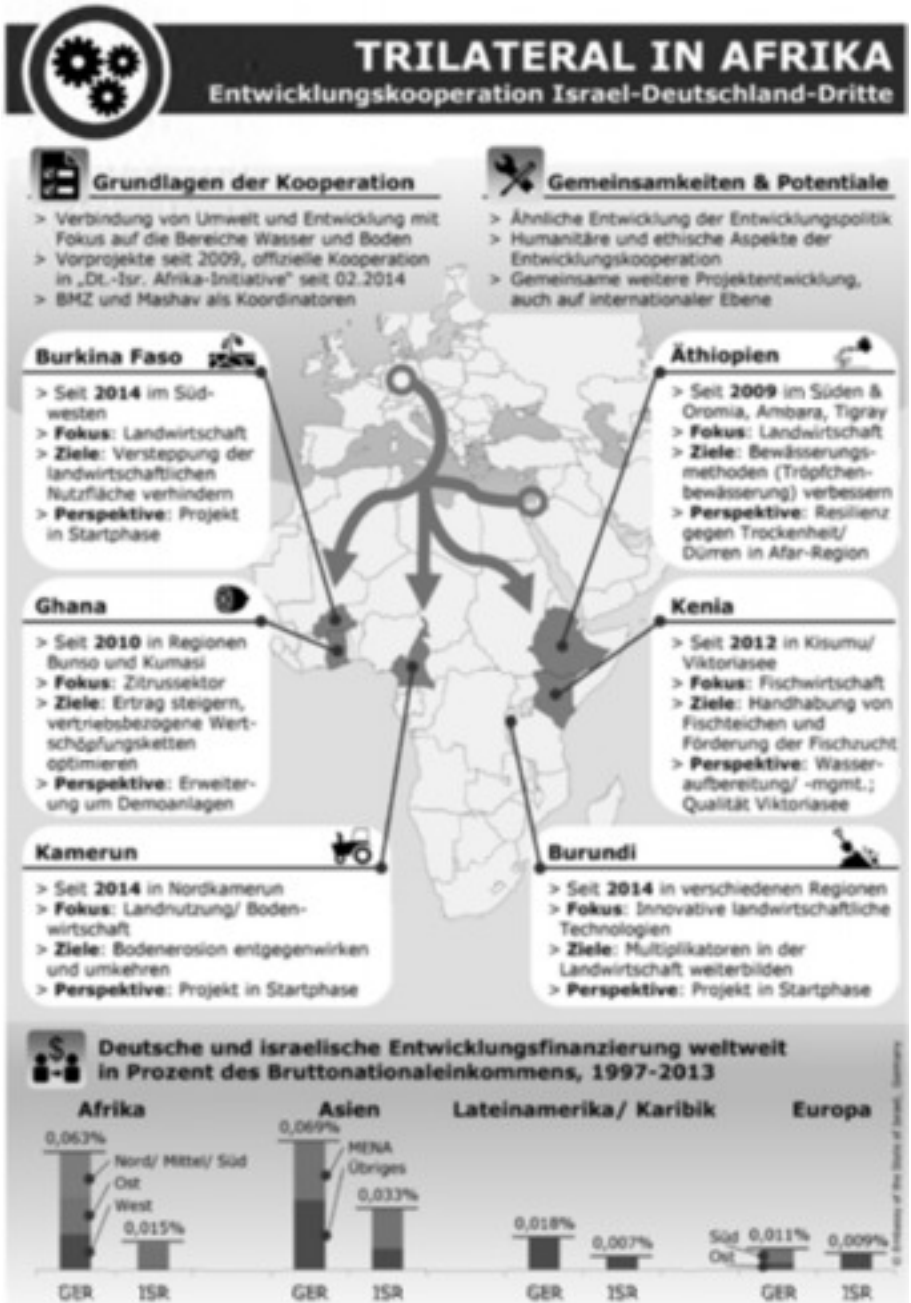 TRILATERAL IN AFRIKA
Entwicklungskooperation Israel-Deutschland-Dritte
Grundlagen der Kooperation
> Verbindung von Umwelt und Entwicklung mit
Fokus auf die Bereiche Wasser und Boden
> Vorprojekte seit 2009, offizielle Kooperation
in „Dt.-Isr. Afrika-Initiative“ seit 02.2014
> BMZ und Mashav als Koordinatoren
Gemeinsamkeiten & Potentiale
> Ähnliche Entwicklung der Entwicklungspolitik
> Humanitäre und ethische Aspekte der
Entwicklungskooperation
> Gemeinsame weitere Projektentwicklung,
auch auf internationaler Ebene
Burkina Faso
> Seit 2014 im Süd-
westen
> Fokus: Landwirtschaft
> Ziele: Versteppung der
landwirtschaftlichen
Nutzfläche verhindern
> Perspektive: Projekt
in Startphase
Äthiopien
> Seit 2009 im Süden &
Oromia, Ambara, Tigray
> Fokus: Landwirtschaft
> Ziele: Bewässerungs-
methoden (Tröpfchen-
bewässerung) verbessern
> Perspektive: Resilienz
gegen Trockenheit/
Dürren in Afar-Region
Ghana
> Seit 2010 in Regionen
Bunso und Kumasi
> Fokus: Zitrussektor
> Ziele: Ertrag steigern,
vertriebsbezogene Wert-
schöpfungsketten
optimieren
> Perspektive: Erweiter-
ung um Demoanlagen
Kenia
> Seit 2012 in Kisumu/
Viktoriasee
> Fokus: Fischwirtschaft
> Ziele: Handhabung von
Fischteichen und
Förderung der Fischzucht
> Perspektive: Wasser-
aufbereitung/ -mgmt.;
Qualität Viktoriasee
Kamerun
> Seit 2014 in Nordkamerun
> Fokus: Landnutzung/ Boden-
wirtschaft
> Ziele: Bodenerosion entgegenwirken
und umkehren
> Perspektive: Projekt in Startphase
Burundi
> Seit 2014 in verschiedenen Regionen
> Fokus: Innovative landwirtschaftliche
Technologien
> Ziele: Multiplikatoren in der
Landwirtschaft weiterbilden
> Perspektive: Projekt in Startphase
$
Deutsche und israelische Entwicklungsfinanzierung weltweit
in Prozent des Bruttonationaleinkommens, 1997-2013
Afrika
0,063%
Nord/ Mittel/ Süd
Ost
West
0,015%
GER ISR
Asien
0,069%
MENA
Übriges
0,033%
GER ISR
Lateinamerika/ Karibik
0,018%
0,007%
GER ISR
Europa
Süd 0,011%
Ost
0,009%
GER ISR
© Embassy of the State of Israel, Germany